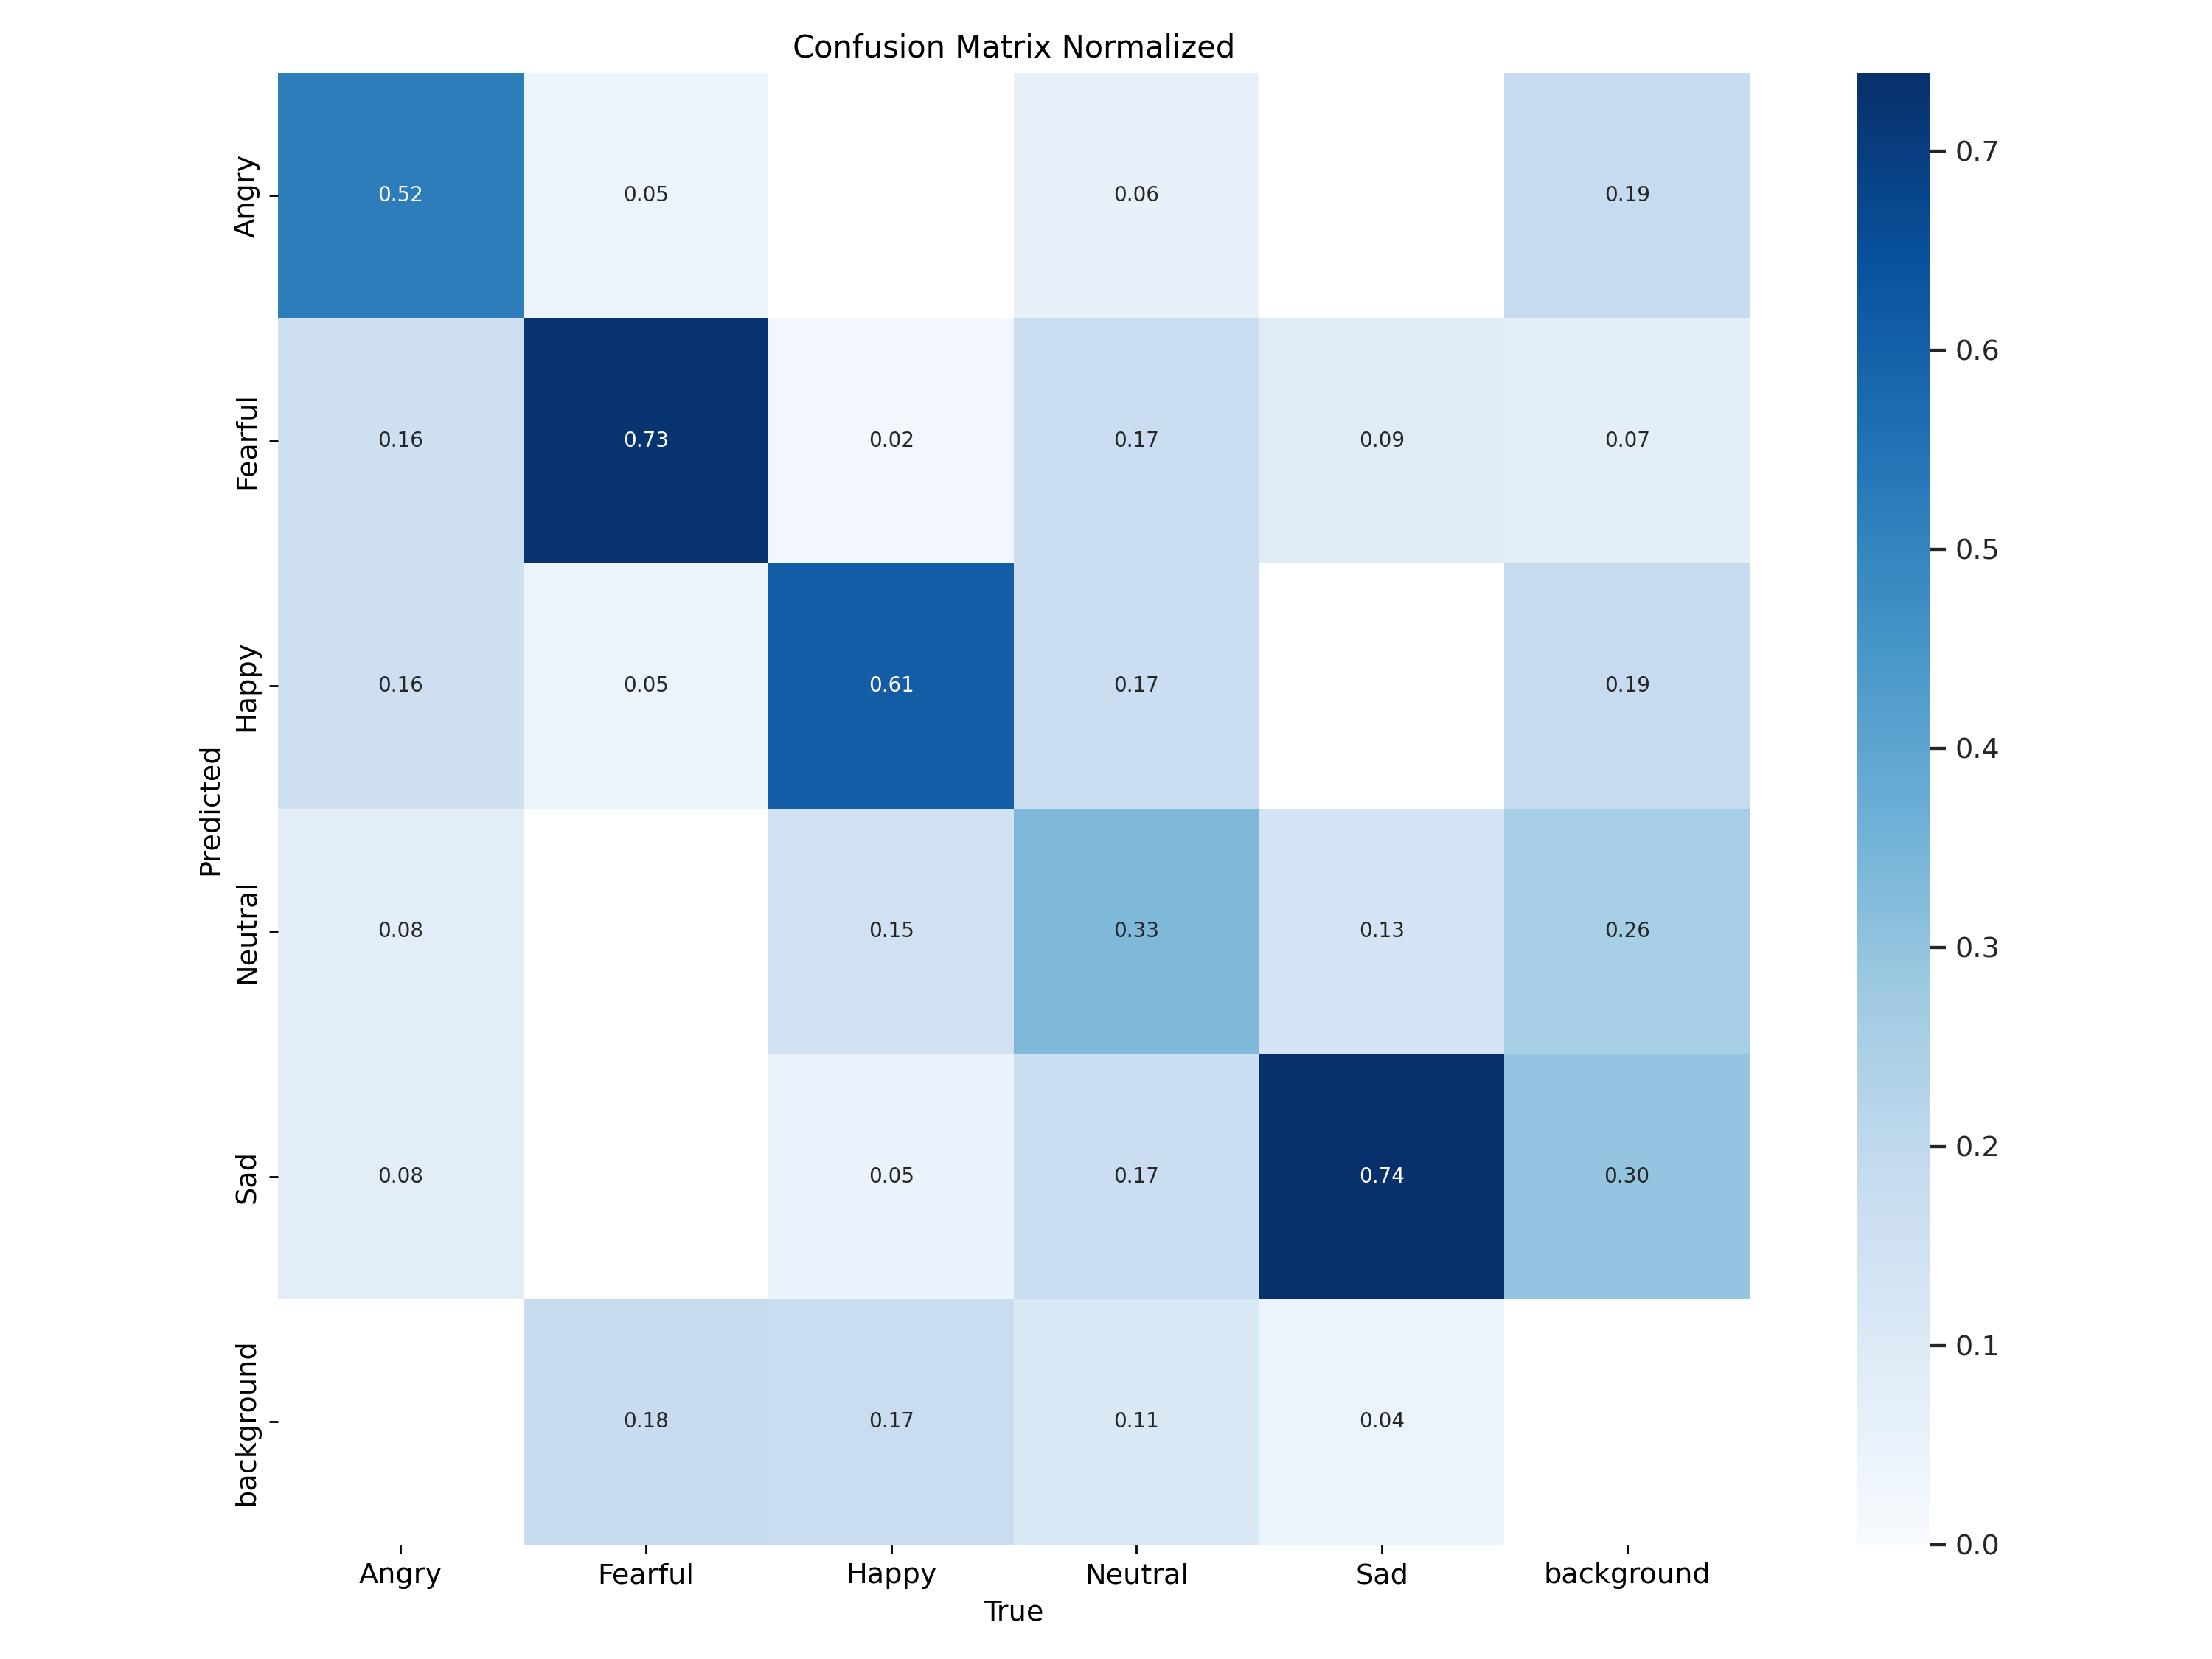 Confusion Matrix Normalized
Angry
0.52
0.05
0.06
0.19
Fearful
0.16
0.73
0.02
0.17
0.09
0.07
Happy
0.16
0.05
0.61
0.17
0.19
Predicted
Neutral
0.08
0.15
0.33
0.13
0.26
Sad
0.08
0.05
0.17
0.74
0.30
background
0.18
0.17
0.11
0.04
Angry
Fearful
Happy
Neutral
Sad
background
True
0.7
0.6
0.5
0.4
0.3
0.2
0.1
0.0